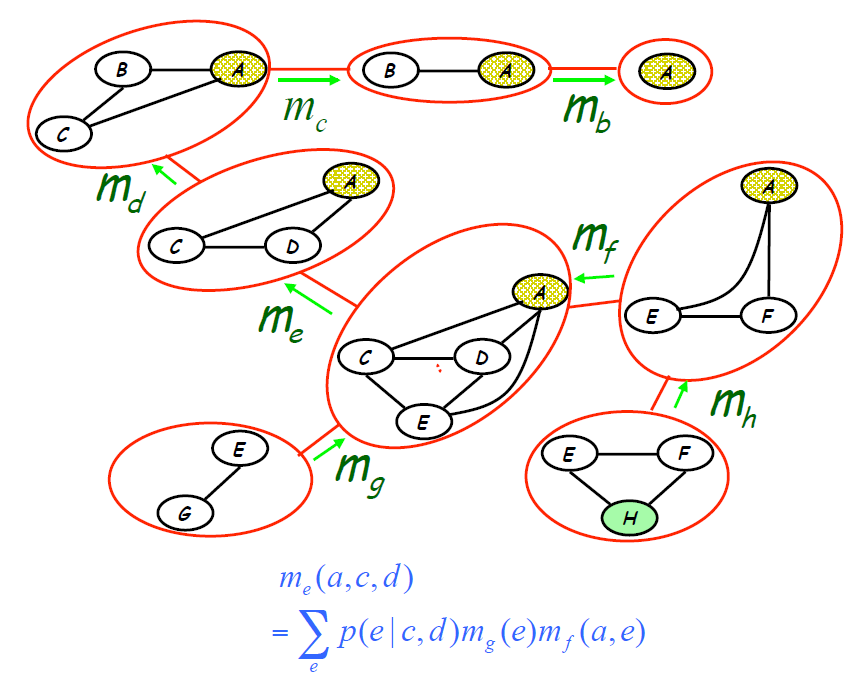 B A
C
m_c
B A
m_b
A
m_d
A
C D
m_e
A
C D
E
m_f
A
E F
m_h
E
G
m_g
E F
H
m_e(a,c,d)
= ∑_e p(e|c,d)m_g(e)m_f(a,e)